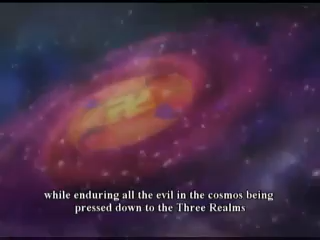 while enduring all the evil in the cosmos being
pressed down to the Three Realms